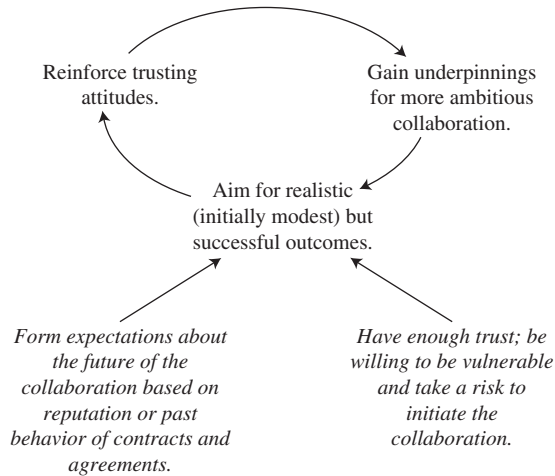 Reinforce trusting
attitudes.
Gain underpinnings
for more ambitious
collaboration.
Aim for realistic
(initially modest) but
successful outcomes.
Form expectations about
the future of the
collaboration based on
reputation or past
behavior of contracts and
agreements.
Have enough trust; be
willing to be vulnerable
and take a risk to
initiate the
collaboration.